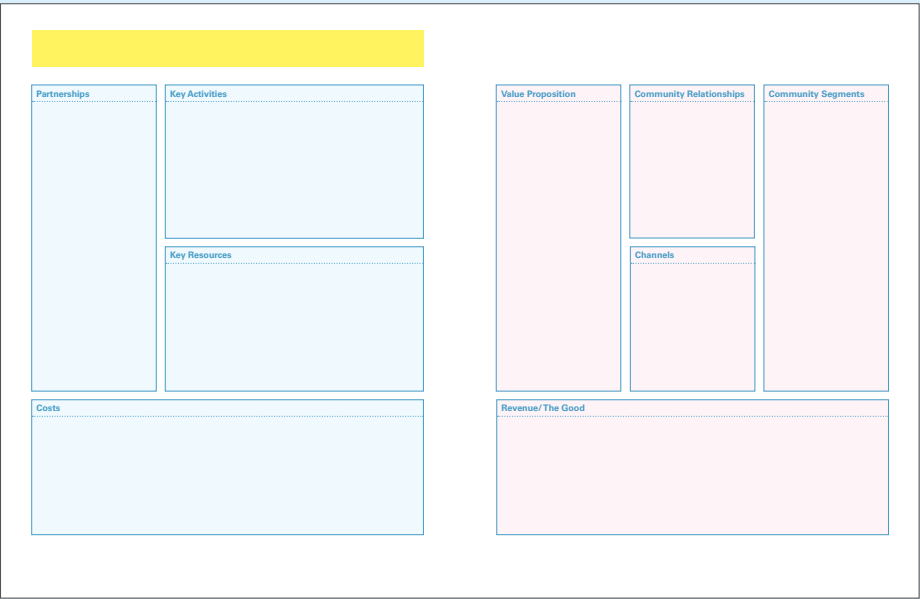 Partnerships
Key Activities
Key Resources
Costs
Value Proposition
Community Relationships
Community Segments
Channels
Revenue/The Good